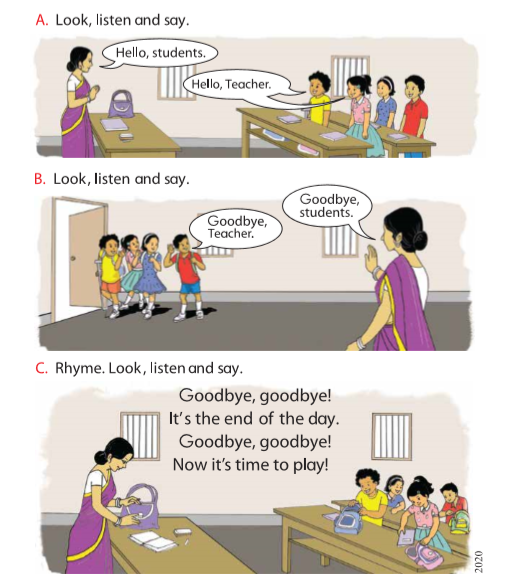 A. Look, listen and say.
Hello, students.
Hello, Teacher.
B. Look, listen and say.
Goodbye,
students.
Goodbye,
Teacher.
C. Rhyme. Look, listen and say.
Goodbye, goodbye!
It's the end of the day.
Goodbye, goodbye!
Now it's time to play!
2020